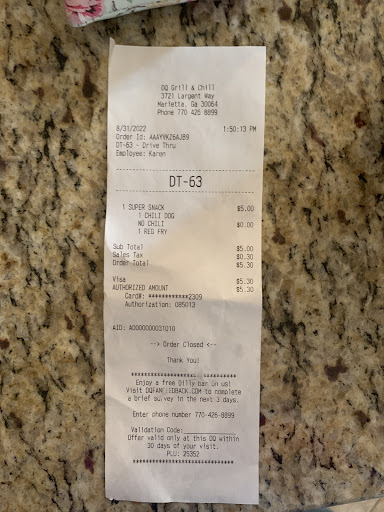 DQ Grill & Chill
3721 Largent Way
Marietta, Ga 30064
Phone 770 426 8899
8/31/2022 1:50:13 PM
Order Id: AAAYVKZ6AJB9
DT-63 - Drive Thru
Employee: Karen
DT-63
1 SUPER SNACK $5.00
1 CHILI DOG
NO CHILI $0.00
1 REG FRY
Sub Total $5.00
Sales Tax $0.30
Order Total $5.30
Visa $5.30
AUTHORIZED AMOUNT $5.30
Card#: ************2309
Authorization: 085013
AID: A0000000031010
--> Order Closed <--
Thank You!
Enjoy a free Dilly bar on us!
Visit DQFANFEEDBACK.COM to complete
a brief survey in the next 3 days.
Enter phone number 770-426-8899
Validation Code:
Offer valid only at this DQ within
30 days of your visit.
PLU: 25352